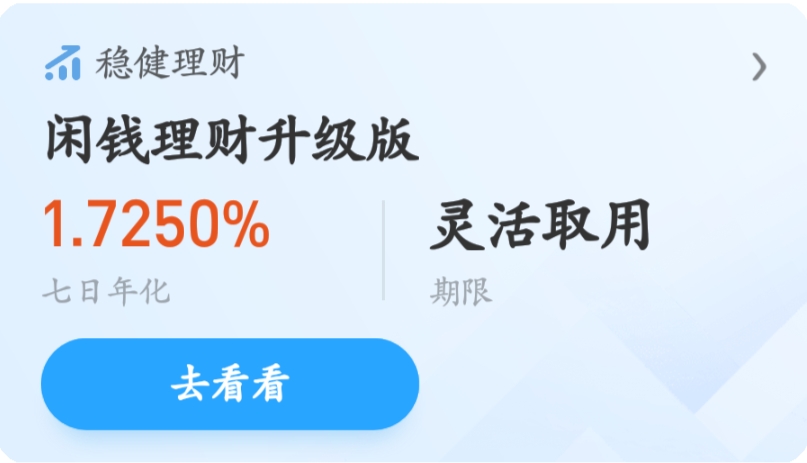 稳健理财
闲钱理财升级版
1.7250%
灵活取用
七日年化
期限
去看看